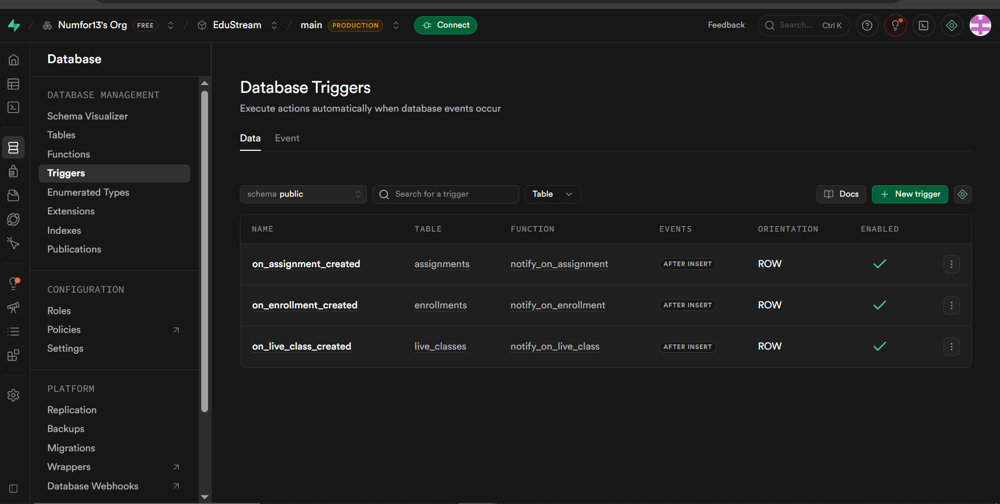 Numfor13's Org FREE EduStream main PRODUCTION Connect Feedback Search... Ctrl K
Database
DATABASE MANAGEMENT
Schema Visualizer
Tables
Functions
Triggers
Enumerated Types
Extensions
Indexes
Publications
CONFIGURATION
Roles
Policies
Settings
PLATFORM
Replication
Backups
Migrations
Wrappers
Database Webhooks
Database Triggers
Execute actions automatically when database events occur
Data Event
schema public Search for a trigger Table Docs New trigger
NAME TABLE FUNCTION EVENTS ORIENTATION ENABLED
on_assignment_created assignments notify_on_assignment AFTER INSERT ROW
on_enrollment_created enrollments notify_on_enrollment AFTER INSERT ROW
on_live_class_created live_classes notify_on_live_class AFTER INSERT ROW